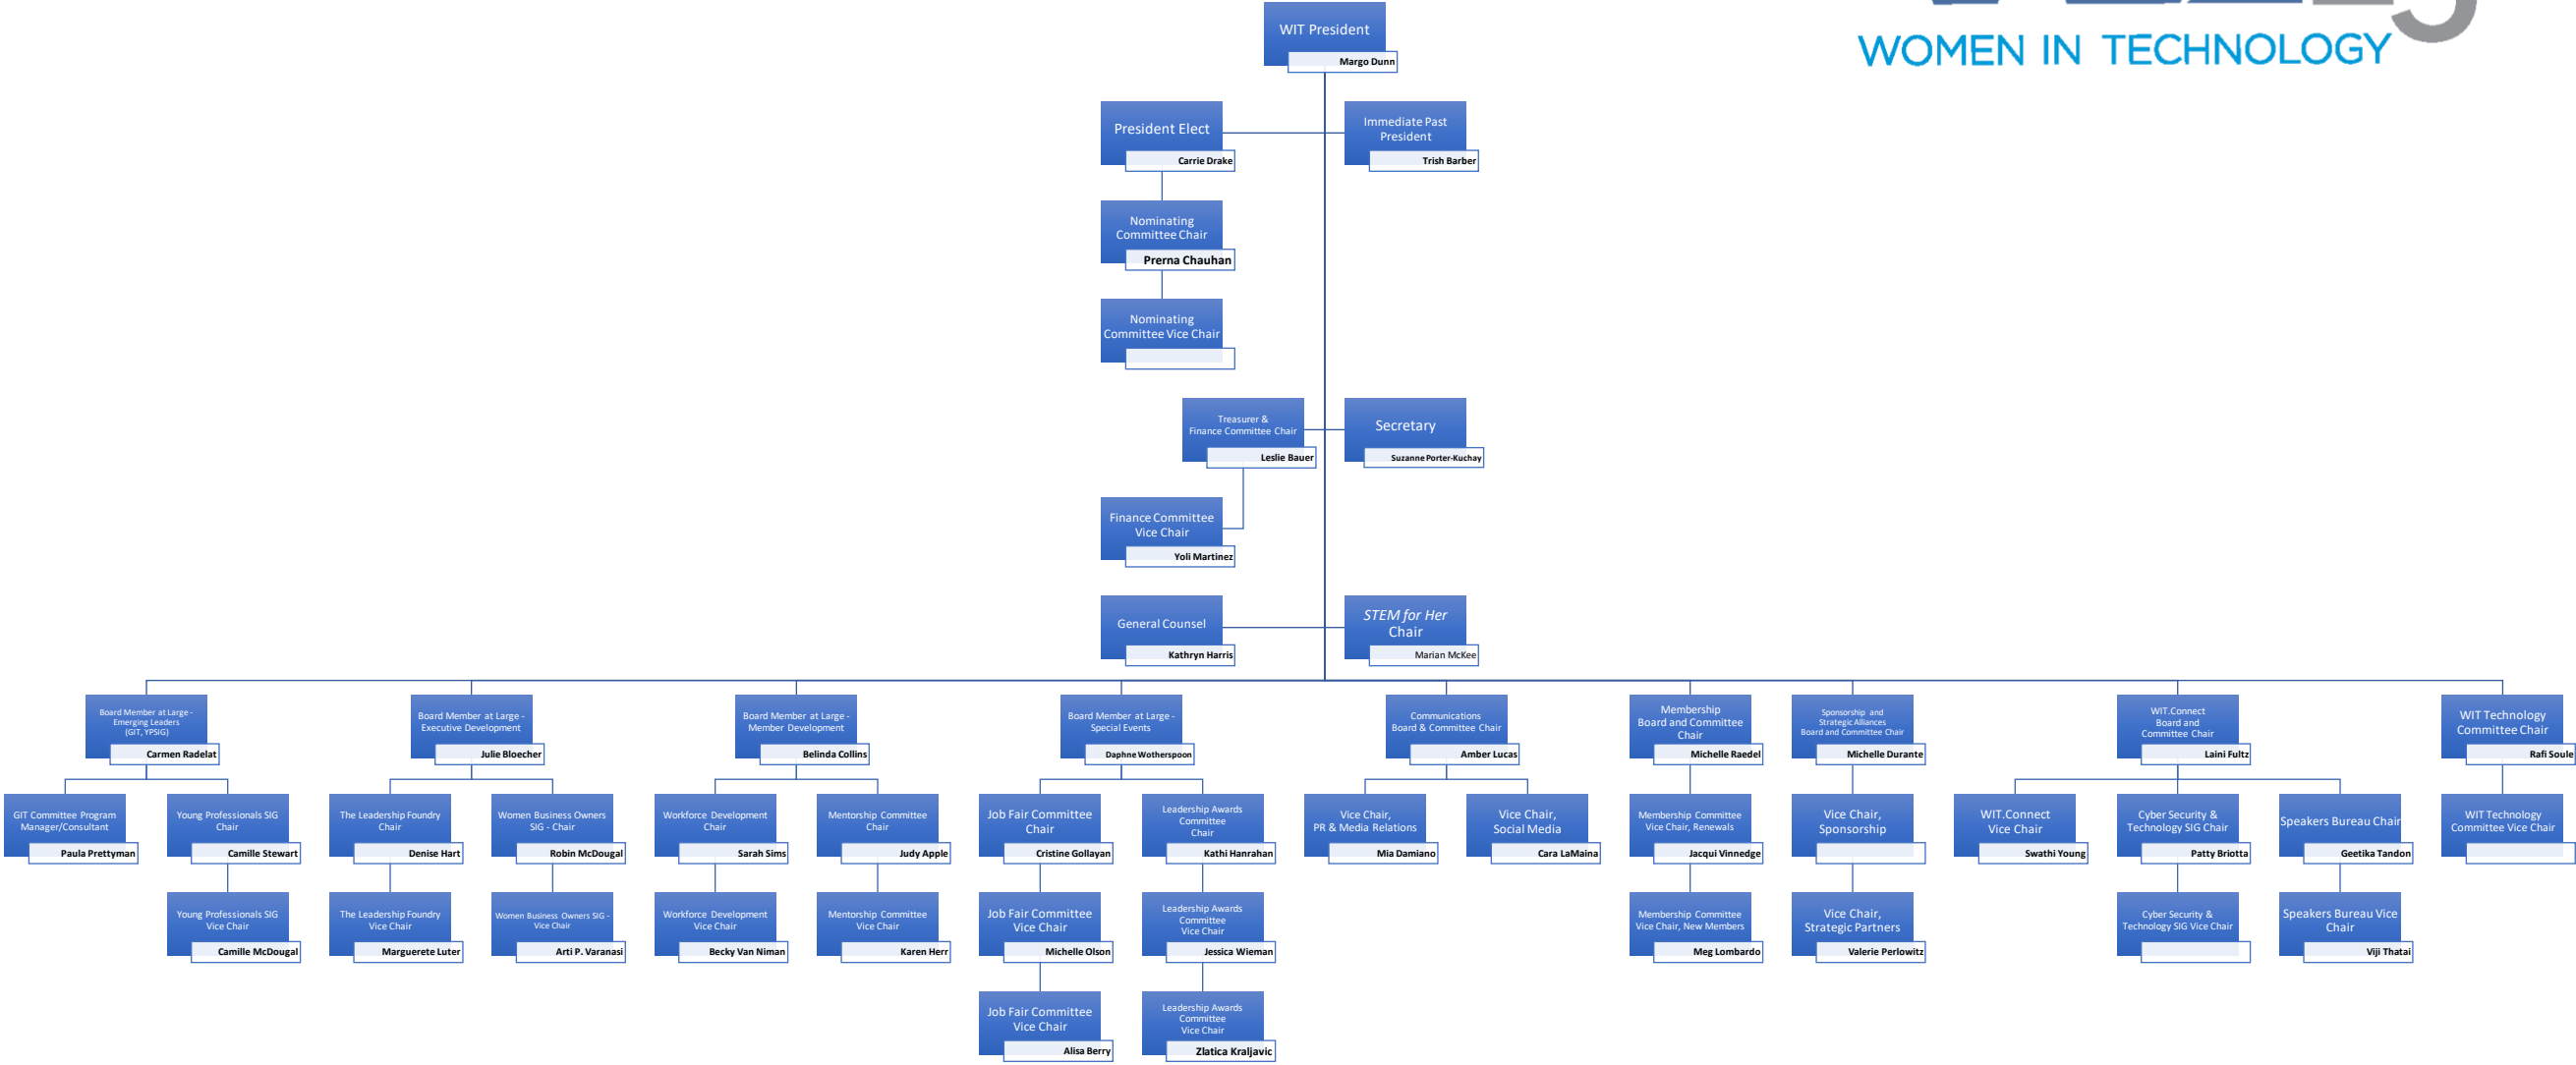 WIT President
Margo Dunn
WOMEN IN TECHNOLOGY
President Elect
Carrie Drake
Immediate Past
President
Trish Barber
Nominating
Committee Chair
Prerna Chauhan
Nominating
Committee Vice Chair
Treasurer &
Finance Committee Chair
Leslie Bauer
Secretary
Suzanne Porter-Kuchay
Finance Committee
Vice Chair
Yoli Martinez
General Counsel
Kathryn Harris
STEM for Her
Chair
Marian McKee
Board Member at Large -
Emerging Leaders
(GIT, YPSIG)
Carmen Radelat
Board Member at Large -
Executive Development
Julie Bloecher
Board Member at Large -
Member Development
Belinda Collins
Board Member at Large -
Special Events
Daphne Wotherspoon
Communications
Board & Committee Chair
Amber Lucas
Membership
Board and Committee
Chair
Michelle Raedel
Sponsorship and
Strategic Alliances
Board and Committee Chair
Michelle Durante
WIT.Connect
Board and
Committee Chair
Laini Fultz
WIT Technology
Committee Chair
Rafi Soule
GIT Committee Program
Manager/Consultant
Paula Prettyman
Young Professionals SIG
Chair
Camille Stewart
The Leadership Foundry
Chair
Denise Hart
Women Business Owners
SIG - Chair
Robin McDougal
Workforce Development
Chair
Sarah Sims
Mentorship Committee
Chair
Judy Apple
Job Fair Committee
Chair
Cristine Gollayan
Leadership Awards
Committee
Chair
Kathi Hanrahan
Vice Chair,
PR & Media Relations
Mia Damiano
Vice Chair,
Social Media
Cara LaMaina
Membership Committee
Vice Chair, Renewals
Jacqui Vinnedge
Vice Chair,
Sponsorship
WIT.Connect
Vice Chair
Swathi Young
Cyber Security &
Technology SIG Chair
Patty Briotta
Speakers Bureau Chair
Geetika Tandon
WIT Technology
Committee Vice Chair
Young Professionals SIG
Vice Chair
Camille McDougal
The Leadership Foundry
Vice Chair
Marguerete Luter
Women Business Owners SIG -
Vice Chair
Arti P. Varanasi
Workforce Development
Vice Chair
Becky Van Niman
Mentorship Committee
Vice Chair
Karen Herr
Job Fair Committee
Vice Chair
Michelle Olson
Leadership Awards
Committee
Vice Chair
Jessica Wieman
Membership Committee
Vice Chair, New Members
Meg Lombardo
Vice Chair,
Strategic Partners
Valerie Perlowitz
Cyber Security &
Technology SIG Vice Chair
Speakers Bureau Vice
Chair
Viji Thatai
Job Fair Committee
Vice Chair
Alisa Berry
Leadership Awards
Committee
Vice Chair
Zlatica Kraljavic